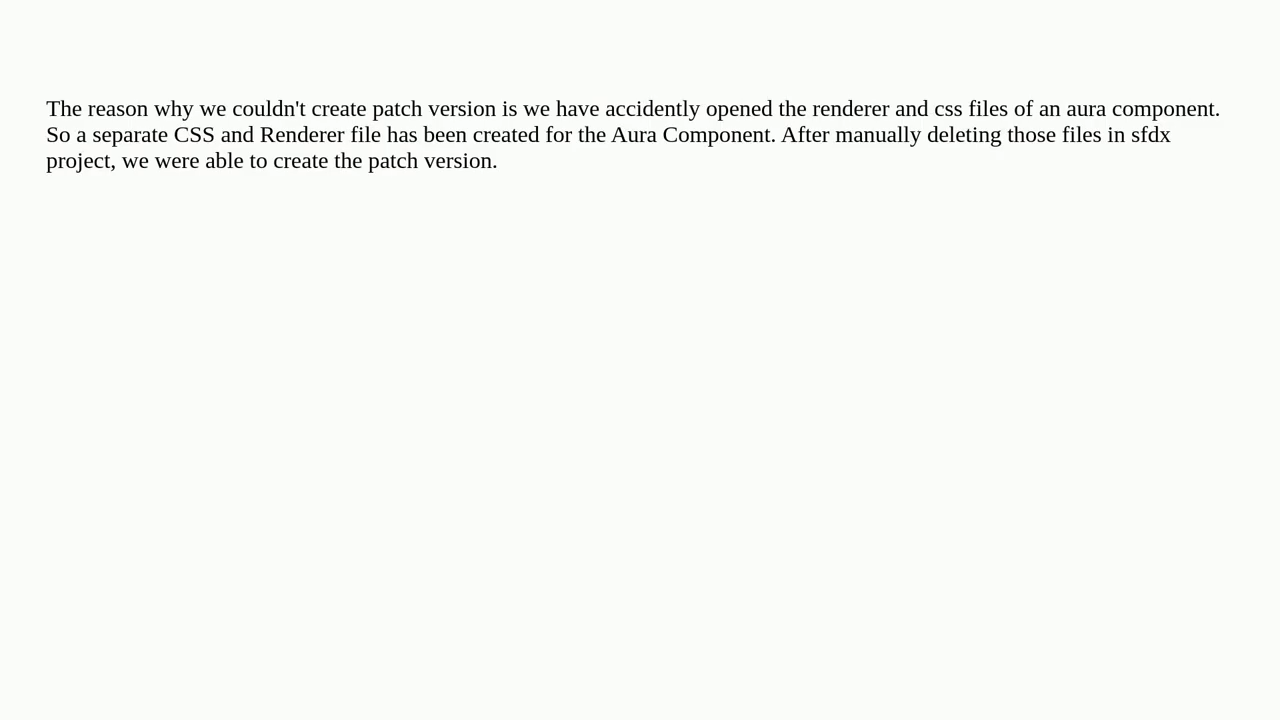 The reason why we couldn't create patch version is we have accidently opened the renderer and css files of an aura component.
So a separate CSS and Renderer file has been created for the Aura Component. After manually deleting those files in sfdx
project, we were able to create the patch version.